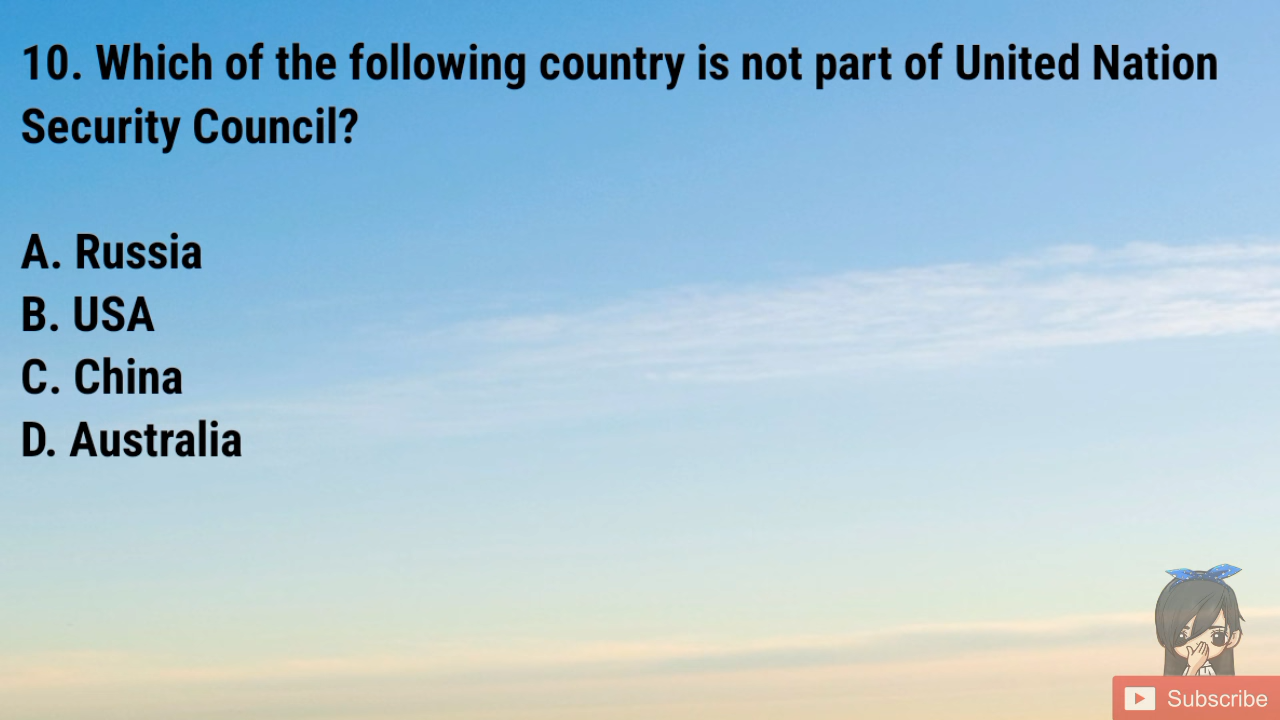 10. Which of the following country is not part of United Nation
Security Council?
A. Russia
B. USA
C. China
D. Australia
Subscribe